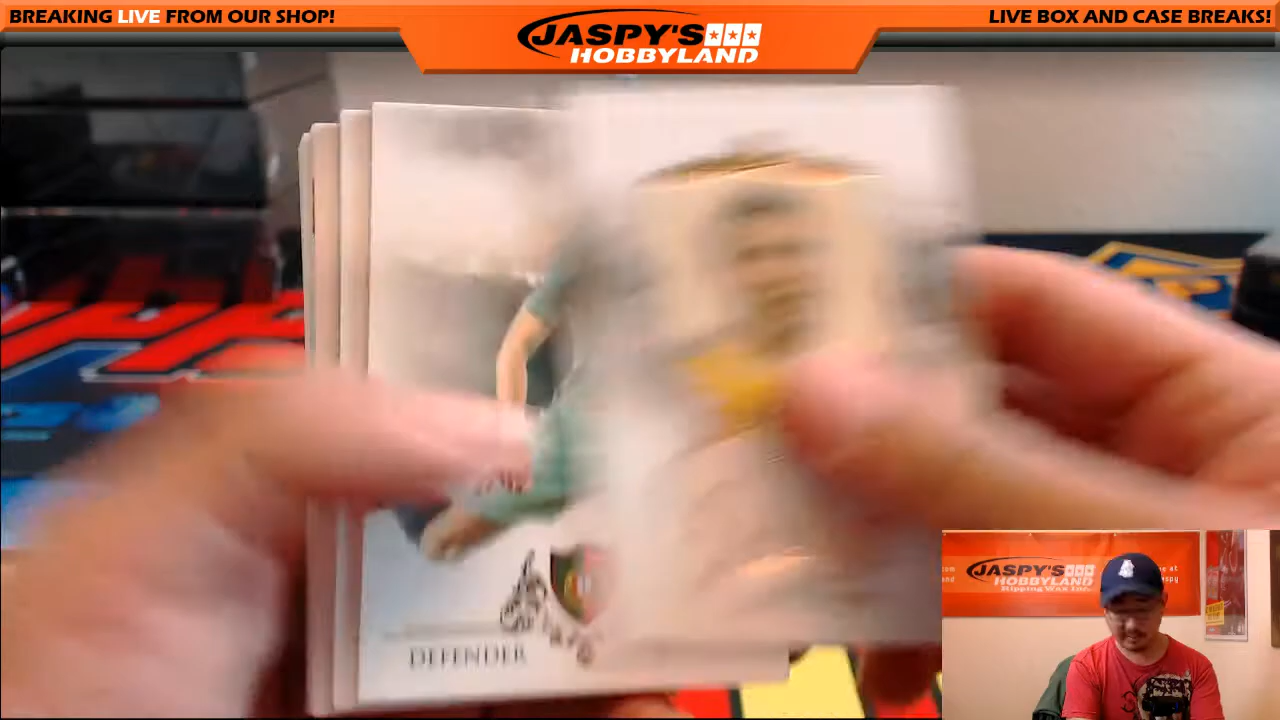 BREAKING LIVE FROM OUR SHOP!
JASPY'S
HOBBYLAND
LIVE BOX AND CASE BREAKS!
DEFENDER
JASPY'S
HOBBYLAND
Ripping Wax Inc.